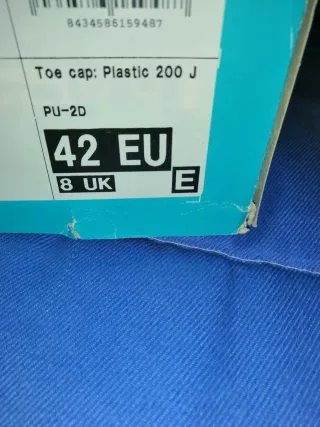 8434586159487
Toe cap: Plastic 200 J
PU-2D
42 EU
8 UK
E